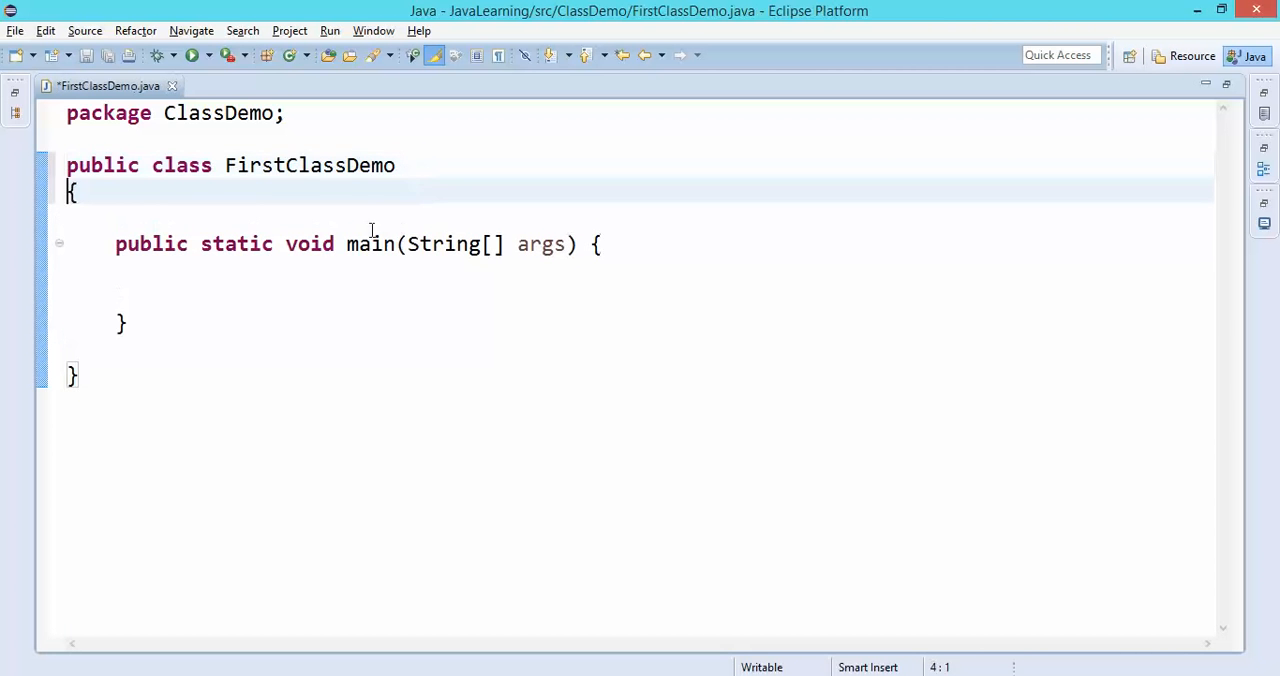 Java - JavaLearning/src/ClassDemo/FirstClassDemo.java - Eclipse Platform
File Edit Source Refactor Navigate Search Project Run Window Help
Quick Access Resource Java
*FirstClassDemo.java
package ClassDemo;
public class FirstClassDemo
{
public static void main(String[] args) {
}
}
Writable Smart Insert 4 : 1